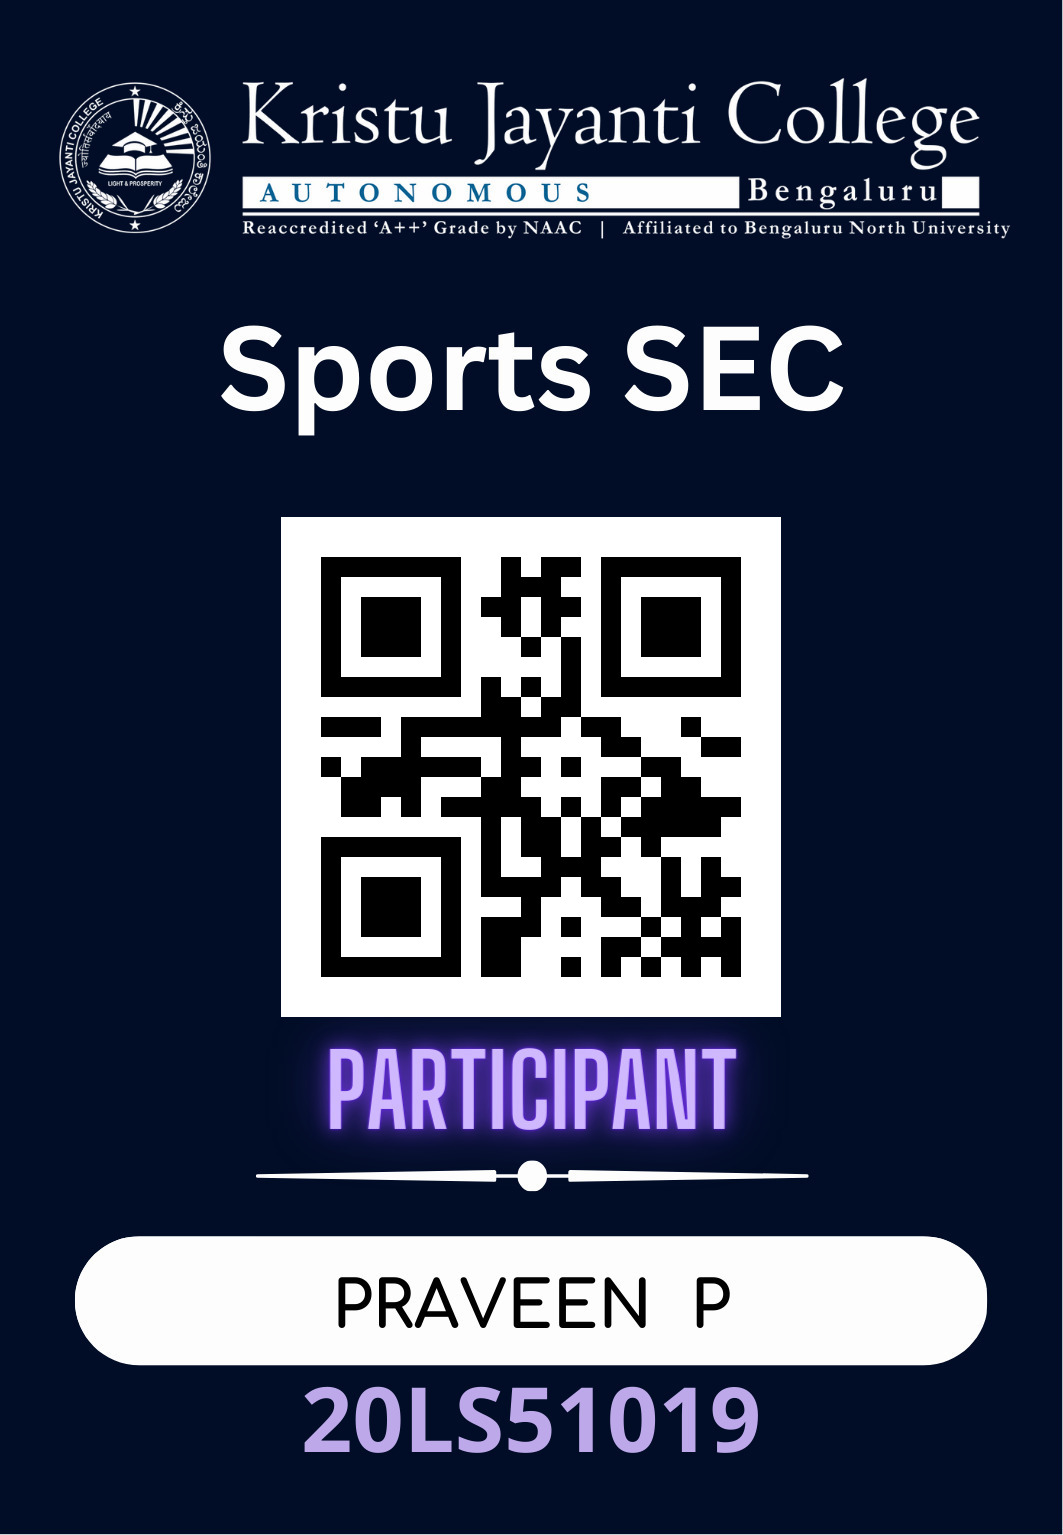 KRISTU JAYANTI COLLEGE
LIGHT & PROSPERITY
Kristu Jayanti College
AUTONOMOUS Bengaluru
Reaccredited ‘A++’ Grade by NAAC | Affiliated to Bengaluru North University
Sports SEC
PARTICIPANT
PRAVEEN P
20LS51019